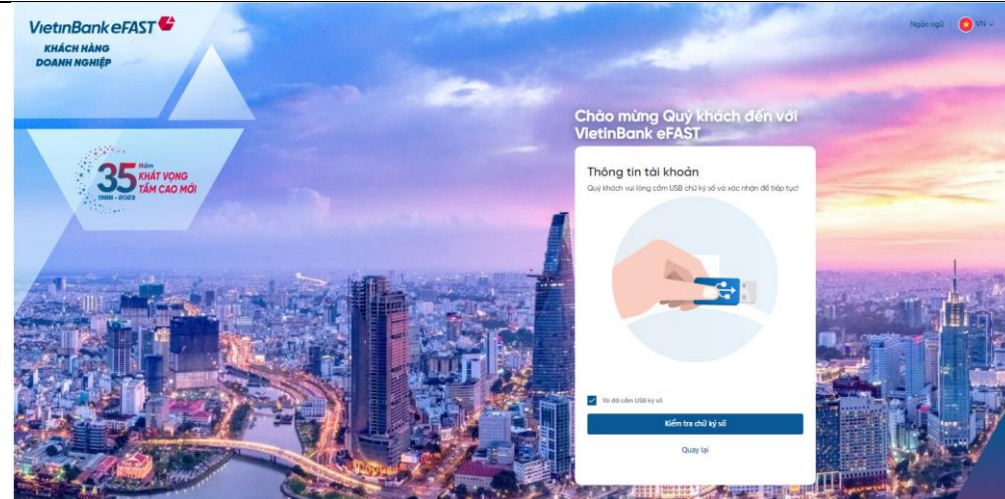 VietinBank eFAST
KHÁCH HÀNG
DOANH NGHIỆP
Ngôn ngữ
VN
35 Năm
KHÁT VỌNG
TẦM CAO MỚI
1988 - 2023
Chào mừng Quý khách đến với
VietinBank eFAST
Thông tin tài khoản
Quý khách vui lòng cắm USB chữ ký số và xác nhận để tiếp tục!
Tôi đã cắm USB ký số
Kiểm tra chữ ký số
Quay lại